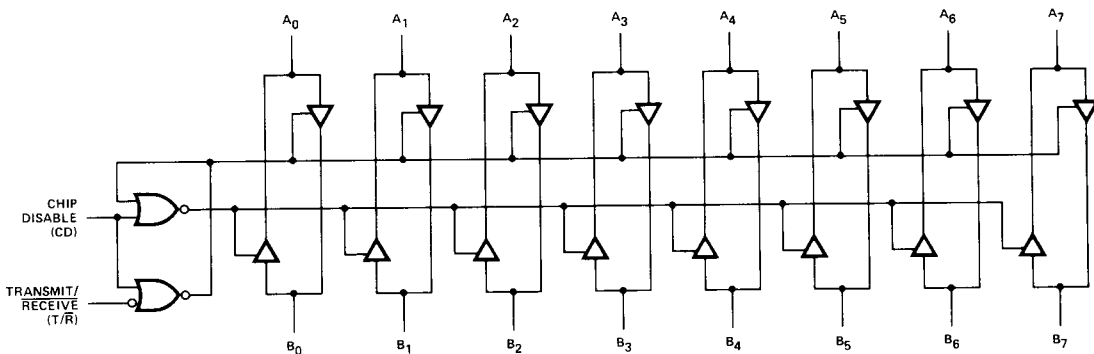 A0 A1 A2 A3 A4 A5 A6 A7
CHIP
DISABLE
(CD)
TRANSMIT/
RECEIVE
(T/R̅)
B0 B1 B2 B3 B4 B5 B6 B7